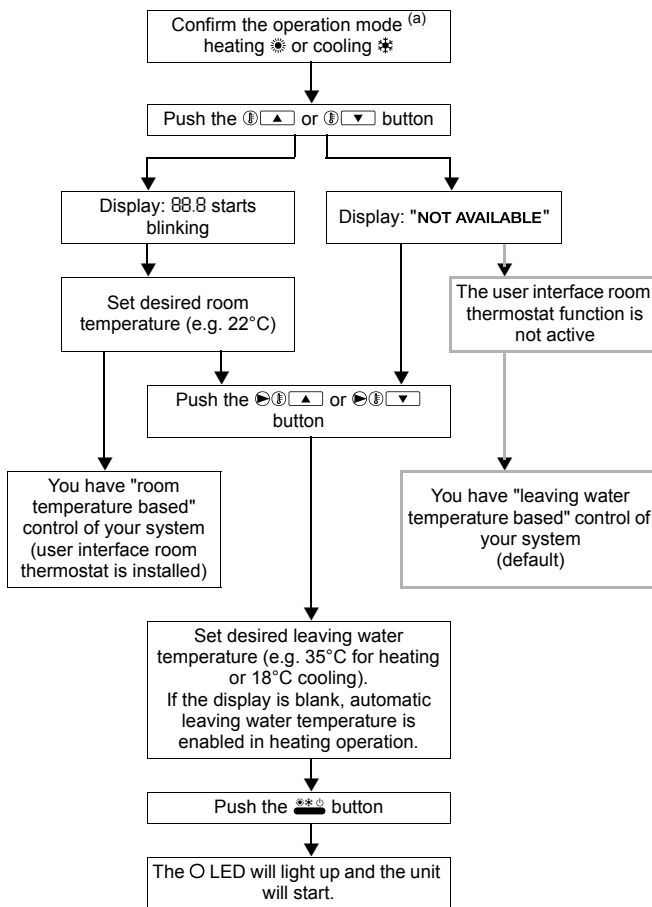 Confirm the operation mode (a)
heating ☀ or cooling ❄
Push the ▲ or ▼ button
Display: 88.8 starts
blinking
Display: "NOT AVAILABLE"
Set desired room
temperature (e.g. 22°C)
The user interface room
thermostat function is
not active
Push the ▲ or ▼
button
You have "room
temperature based"
control of your system
(user interface room
thermostat is installed)
You have "leaving water
temperature based" control of
your system
(default)
Set desired leaving water
temperature (e.g. 35°C for heating
or 18°C cooling).
If the display is blank, automatic
leaving water temperature is
enabled in heating operation.
Push the button
The LED will light up and the unit
will start.